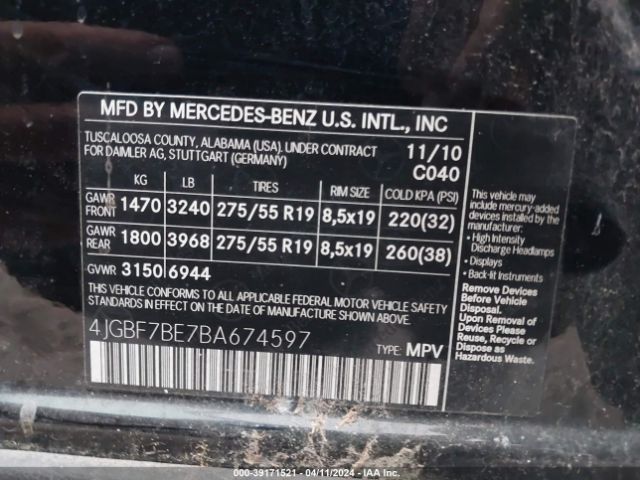 MFD BY MERCEDES-BENZ U.S. INTL., INC
TUSCALOOSA COUNTY, ALABAMA (USA). UNDER CONTRACT
FOR DAIMLER AG, STUTTGART (GERMANY)
11/10
C040
KG LB TIRES RIM SIZE COLD KPA (PSI)
GAWR FRONT 1470 3240 275/55 R19 8,5x19 220(32)
GAWR REAR 1800 3968 275/55 R19 8,5x19 260(38)
GVWR 3150 6944
THIS VEHICLE CONFORMS TO ALL APPLICABLE FEDERAL MOTOR VEHICLE
SAFETY STANDARDS IN EFFECT ON THE DATE OF MANUFACTURE SHOWN ABOVE.
4JGBF7BE7BA674597
TYPE: MPV
This vehicle may
include mercury-added
devices installed by the
manufacturer:
• High Intensity
Discharge Headlamps
• Displays
• Back-lit Instruments
Remove Devices
Before Vehicle
Disposal.
Upon Removal of
Devices Please
Reuse, Recycle or
Dispose as
Hazardous Waste.
000-39171521 - 04/11/2024 - IAA Inc.